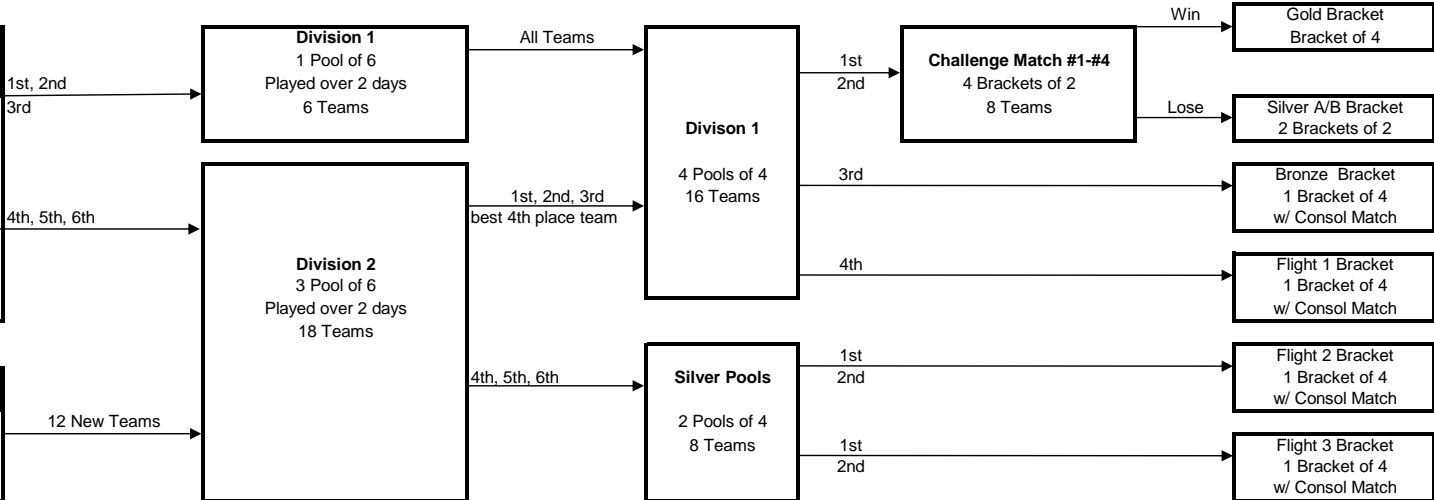 1st, 2nd
3rd
4th, 5th, 6th
12 New Teams
Division 1
1 Pool of 6
Played over 2 days
6 Teams
Division 2
3 Pool of 6
Played over 2 days
18 Teams
All Teams
1st, 2nd, 3rd
best 4th place team
4th, 5th, 6th
Divison 1
4 Pools of 4
16 Teams
Silver Pools
2 Pools of 4
8 Teams
1st
2nd
3rd
4th
1st
2nd
1st
2nd
Challenge Match #1-#4
4 Brackets of 2
8 Teams
Win
Lose
Gold Bracket
Bracket of 4
Silver A/B Bracket
2 Brackets of 2
Bronze Bracket
1 Bracket of 4
w/ Consol Match
Flight 1 Bracket
1 Bracket of 4
w/ Consol Match
Flight 2 Bracket
1 Bracket of 4
w/ Consol Match
Flight 3 Bracket
1 Bracket of 4
w/ Consol Match